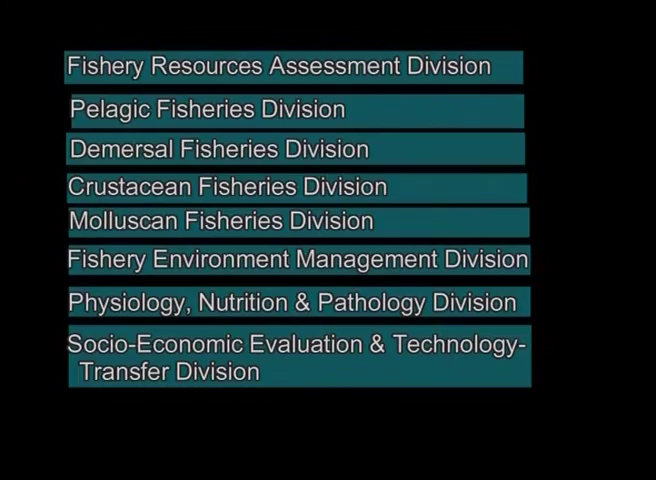 Fishery Resources Assessment Division
Pelagic Fisheries Division
Demersal Fisheries Division
Crustacean Fisheries Division
Molluscan Fisheries Division
Fishery Environment Management Division
Physiology, Nutrition & Pathology Division
Socio-Economic Evaluation & Technology-
Transfer Division